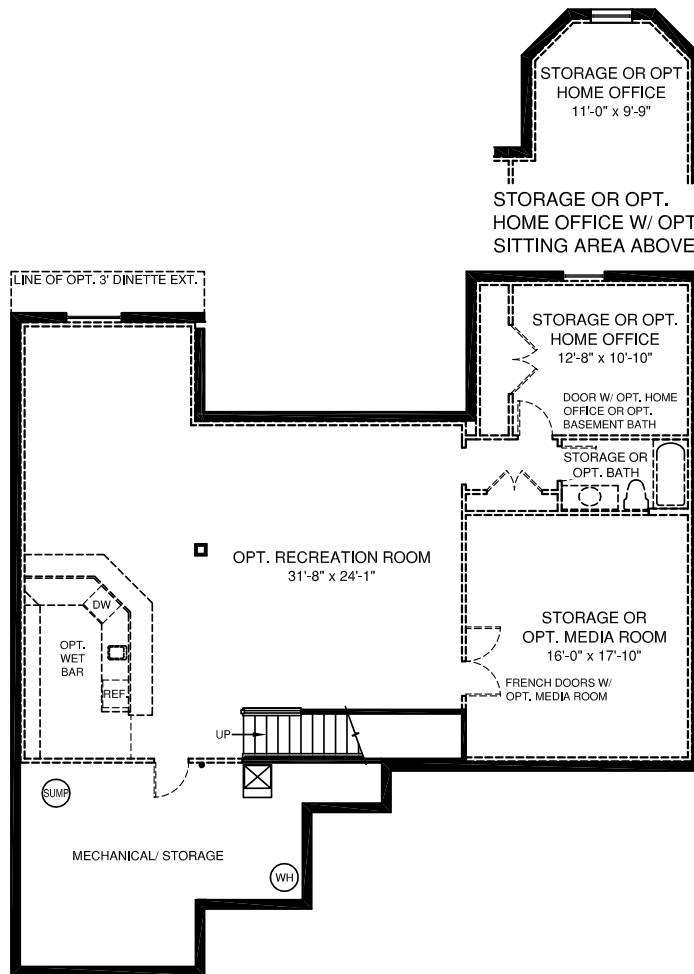 STORAGE OR OPT
HOME OFFICE
11'-0" x 9'-9"
STORAGE OR OPT.
HOME OFFICE W/ OPT
SITTING AREA ABOVE
LINE OF OPT. 3' DINETTE EXT.
STORAGE OR OPT.
HOME OFFICE
12'-8" x 10'-10"
DOOR W/ OPT. HOME
OFFICE OR OPT.
BASEMENT BATH
STORAGE OR
OPT. BATH
OPT. RECREATION ROOM
31'-8" x 24'-1"
DW
OPT.
WET
BAR
REF.
STORAGE OR
OPT. MEDIA ROOM
16'-0" x 17'-10"
FRENCH DOORS W/
OPT. MEDIA ROOM
UP
SUMP
MECHANICAL/ STORAGE
WH